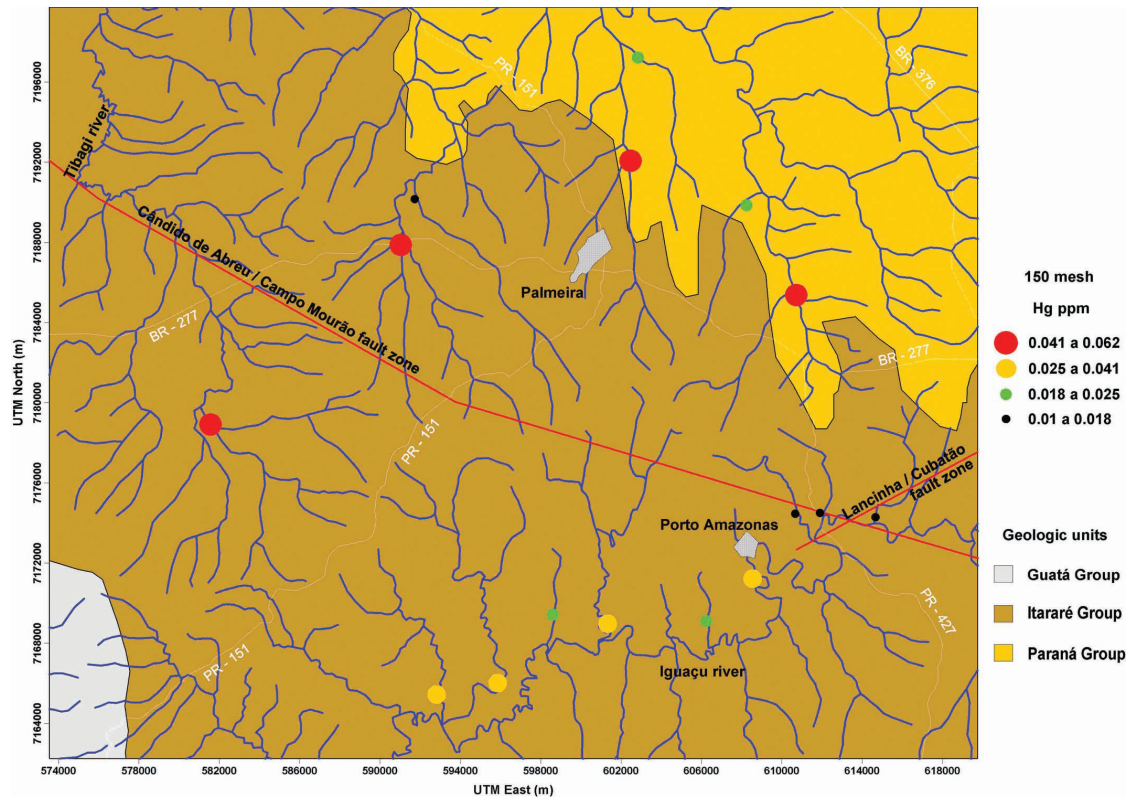 PR - 151
BR - 376
7196000
7192000
7188000
7184000
7180000
7176000
7172000
7168000
7164000
UTM North (m)
Tibagi river
Cândido de Abreu / Campo Mourão fault zone
Palmeira
BR - 277
BR - 277
PR - 151
Lancinha / Cubatão
fault zone
Porto Amazonas
PR - 427
PR - 151
Iguaçu river
574000
578000
582000
586000
590000
594000
598000
602000
606000
610000
614000
618000
UTM East (m)
150 mesh
Hg ppm
0.041 a 0.062
0.025 a 0.041
0.018 a 0.025
0.01 a 0.018
Geologic units
Guatá Group
Itararé Group
Paraná Group